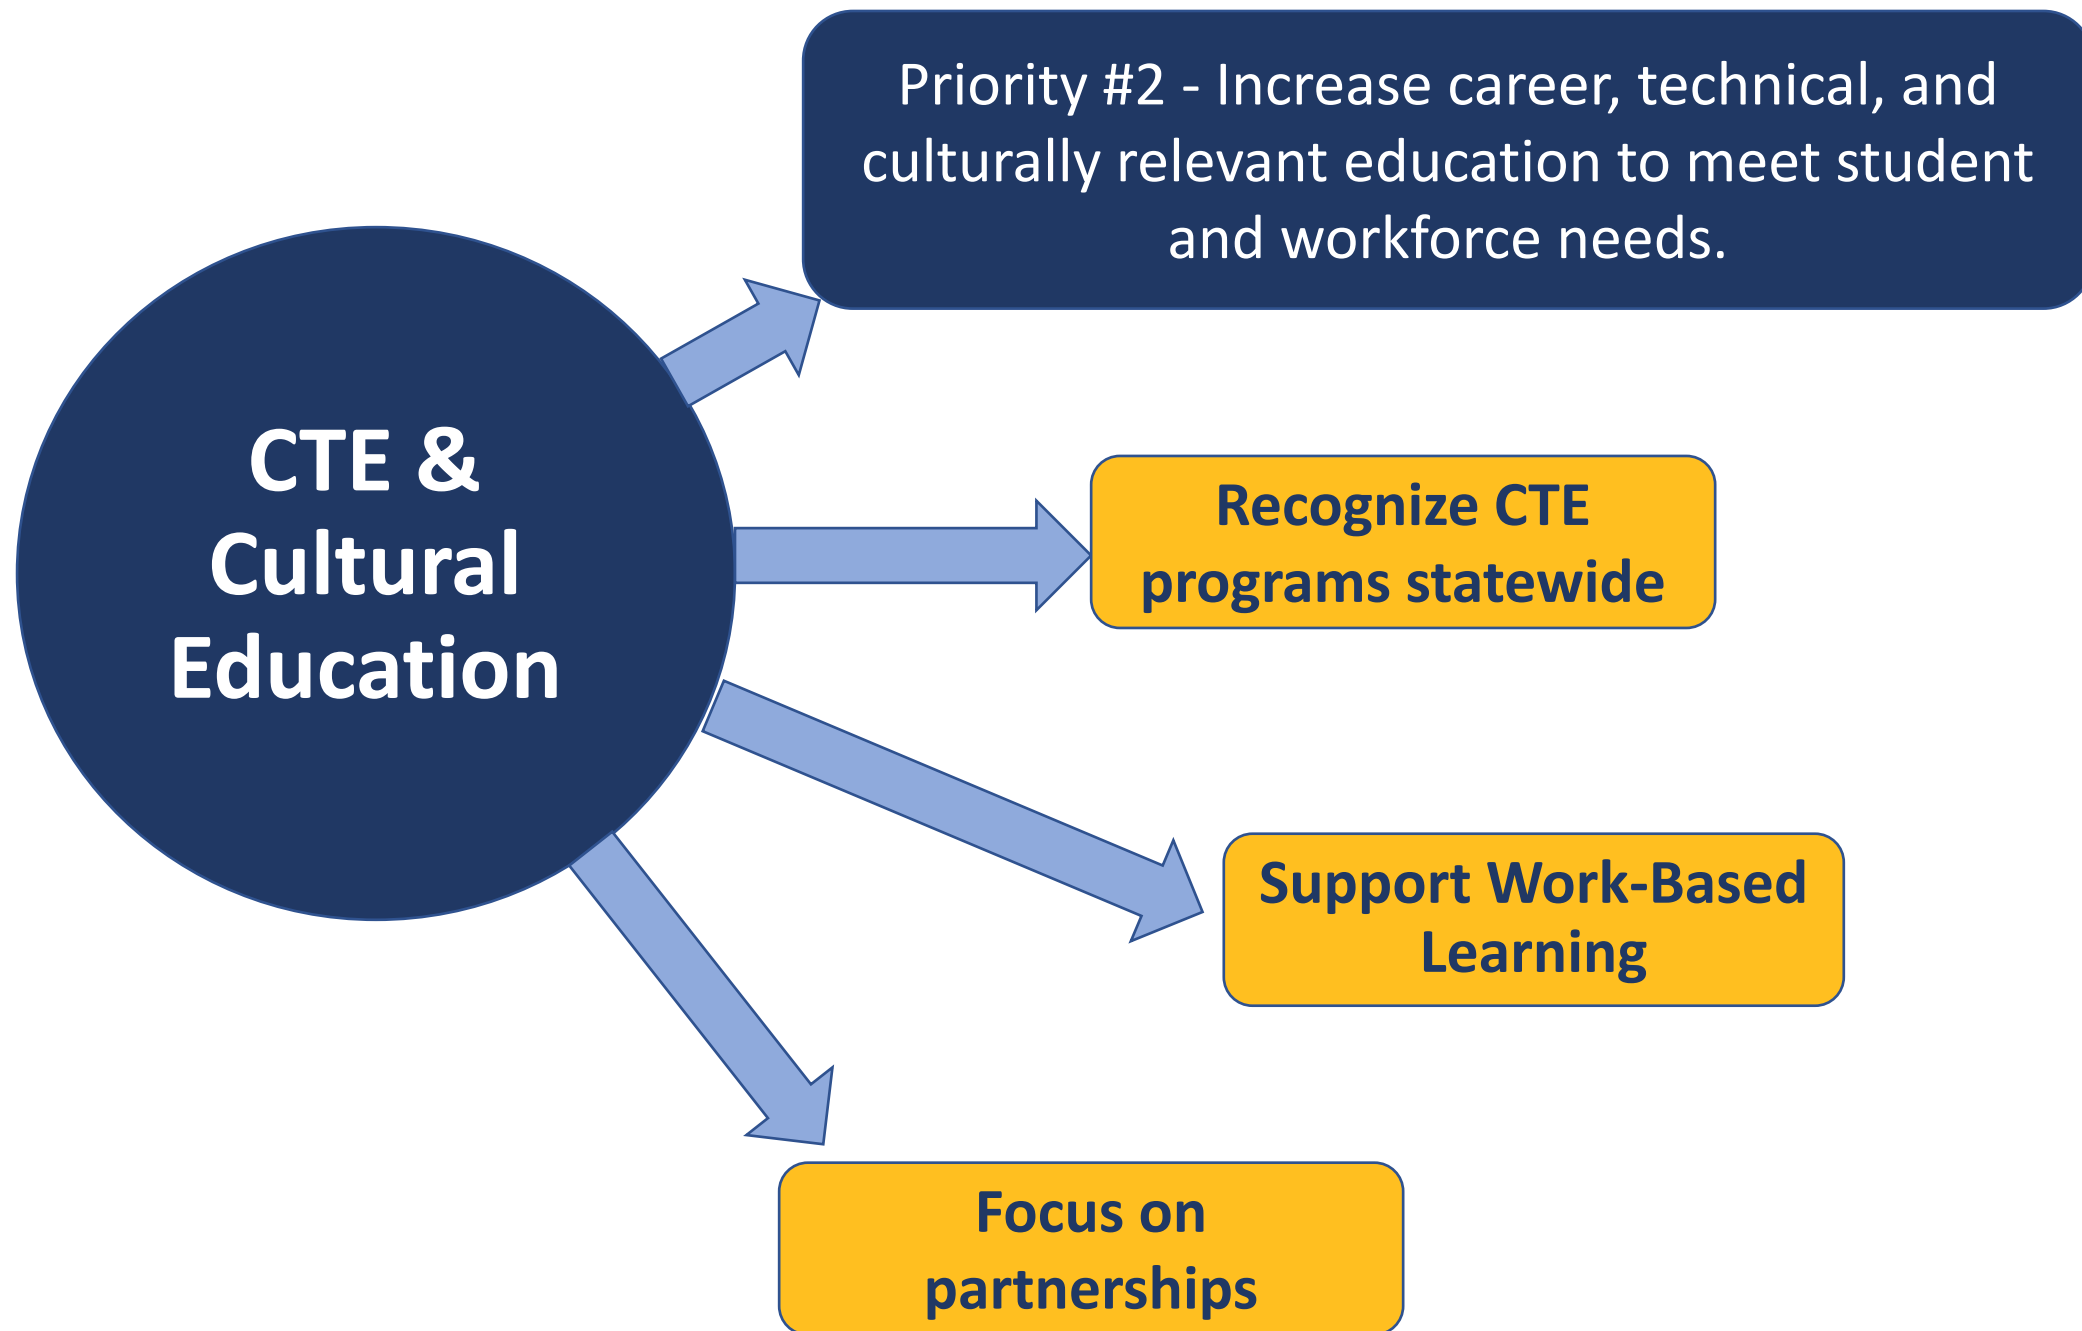 Priority #2 - Increase career, technical, and
culturally relevant education to meet student
and workforce needs.
CTE &
Cultural
Education
Recognize CTE
programs statewide
Support Work-Based
Learning
Focus on
partnerships